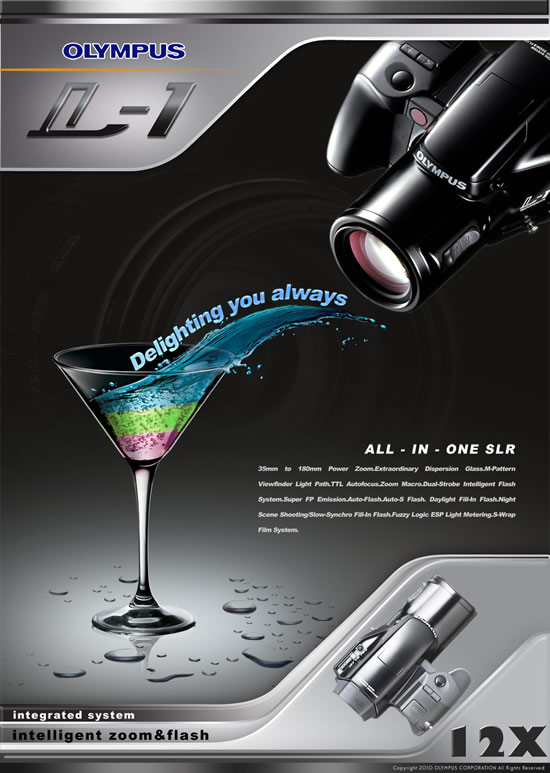 OLYMPUS
L-1
OLYMPUS
L-1
Delighting you always
ALL - IN - ONE SLR
35mm to 180mm Power Zoom.Extraordinary Dispersion Glass.M-Pattern
Viewfinder Light Path.TTL Autofocus.Zoom Macro.Dual-Strobe Intelligent Flash
System.Super FP Emission.Auto-Flash.Auto-S Flash. Daylight Fill-In Flash.Night
Scene Shooting/Slow-Synchro Fill-In Flash.Fuzzy Logic ESP Light Metering.S-Wrap
Film System.
OLYMPUS
integrated system
intelligent zoom&flash
12X
Copyright 2010 OLYMPUS CORPORATION All Rights Reserved